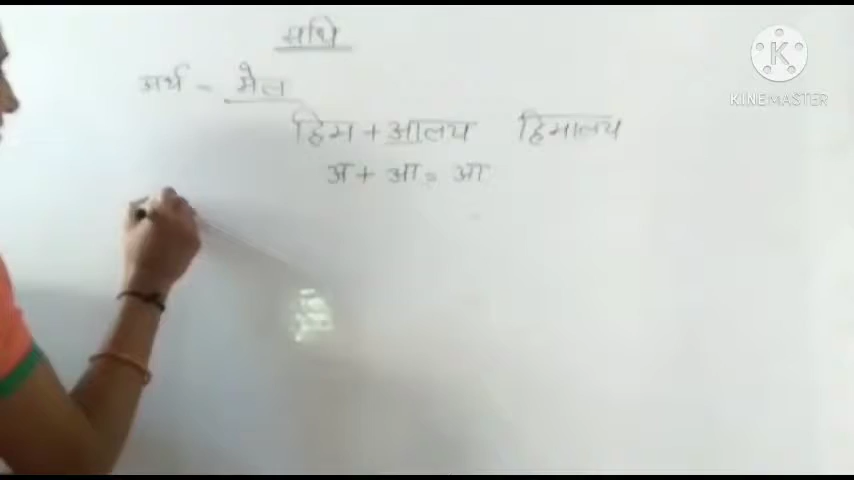 संधि
अर्थ - मेल
हिम + आलय हिमालय
अ + आ = आ
KINEMASTER